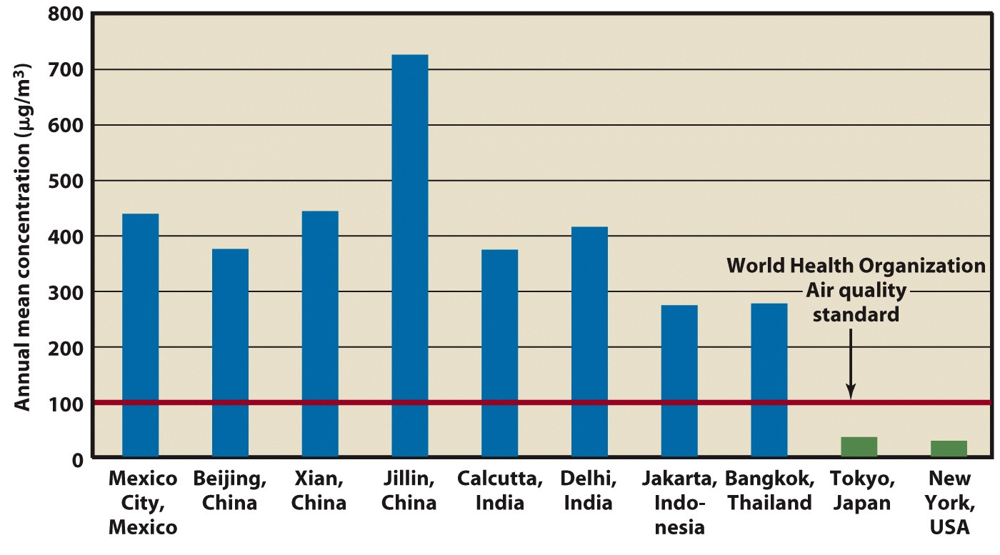 Annual mean concentration (μg/m³)
800
700
600
500
400
300
200
100
0
World Health Organization
Air quality
standard
Mexico
City,
Mexico
Beijing,
China
Xian,
China
Jillin,
China
Calcutta,
India
Delhi,
India
Jakarta,
Indo-
nesia
Bangkok,
Thailand
Tokyo,
Japan
New
York,
USA